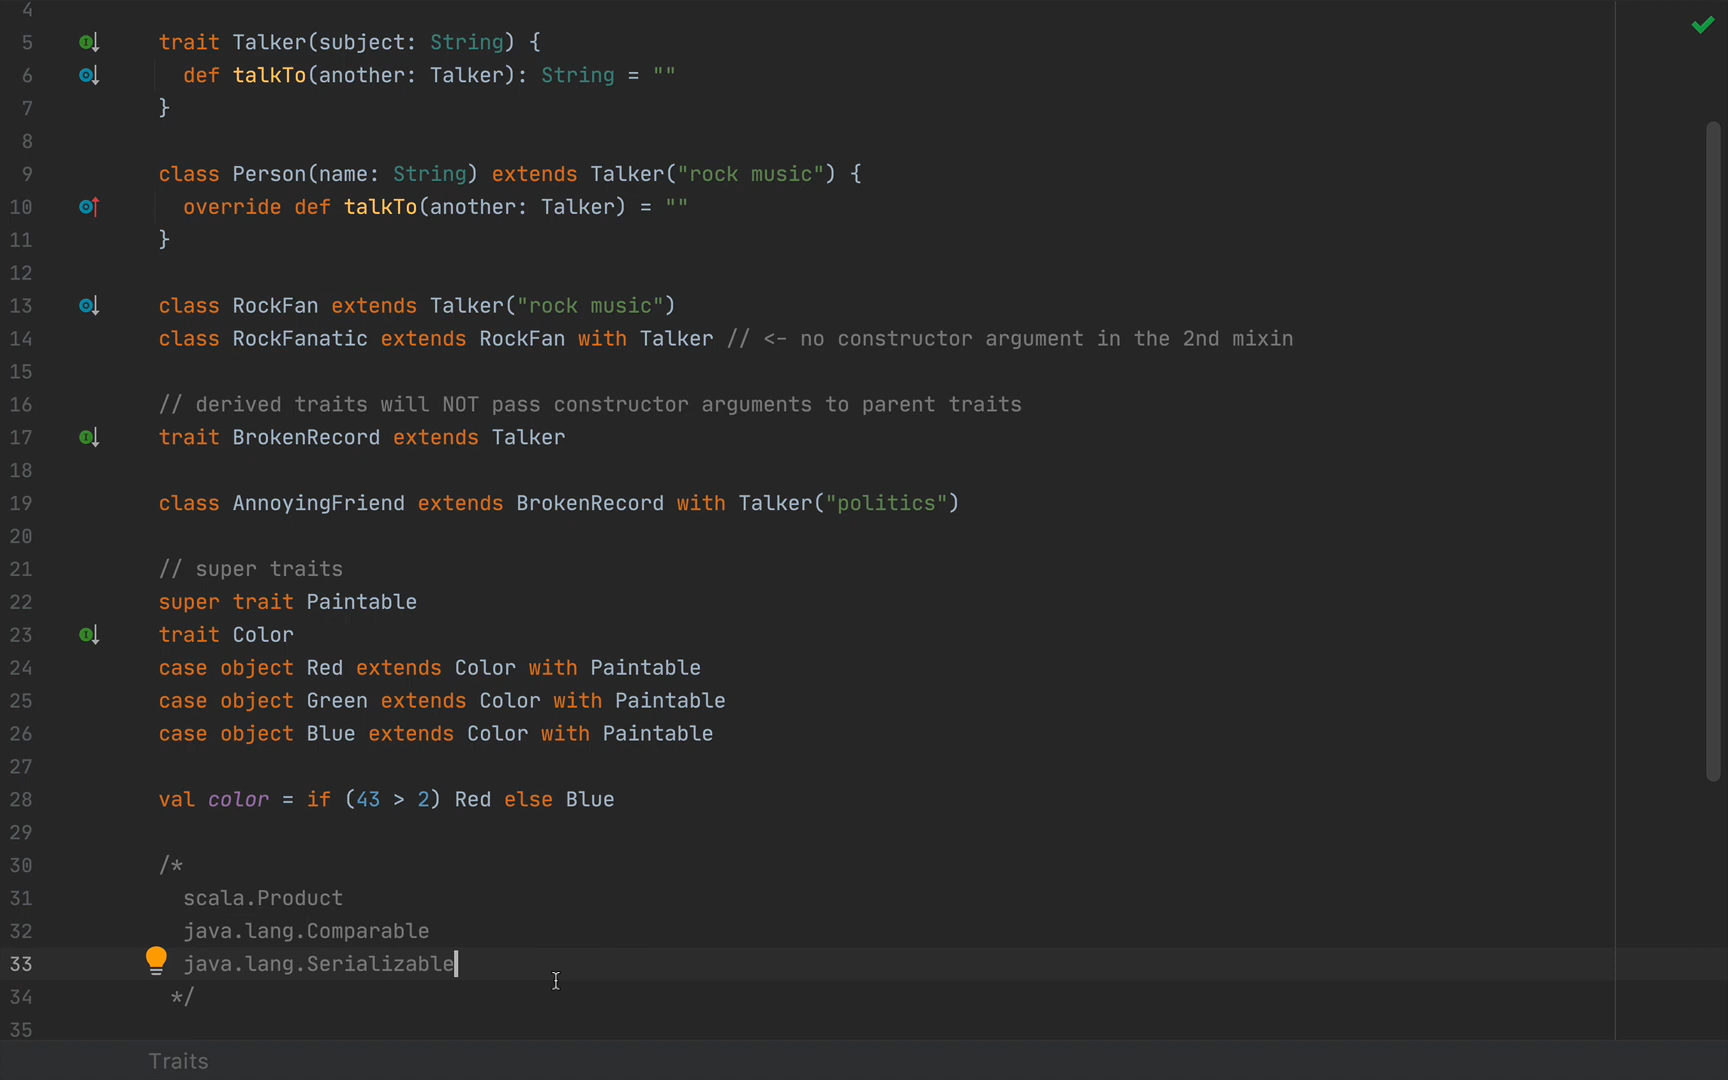 4
5 trait Talker(subject: String) {
6 def talkTo(another: Talker): String = ""
7 }
8
9 class Person(name: String) extends Talker("rock music") {
10 override def talkTo(another: Talker) = ""
11 }
12
13 class RockFan extends Talker("rock music")
14 class RockFanatic extends RockFan with Talker // <- no constructor argument in the 2nd mixin
15
16 // derived traits will NOT pass constructor arguments to parent traits
17 trait BrokenRecord extends Talker
18
19 class AnnoyingFriend extends BrokenRecord with Talker("politics")
20
21 // super traits
22 super trait Paintable
23 trait Color
24 case object Red extends Color with Paintable
25 case object Green extends Color with Paintable
26 case object Blue extends Color with Paintable
27
28 val color = if (43 > 2) Red else Blue
29
30 /*
31 scala.Product
32 java.lang.Comparable
33 java.lang.Serializable
34 */
35
Traits